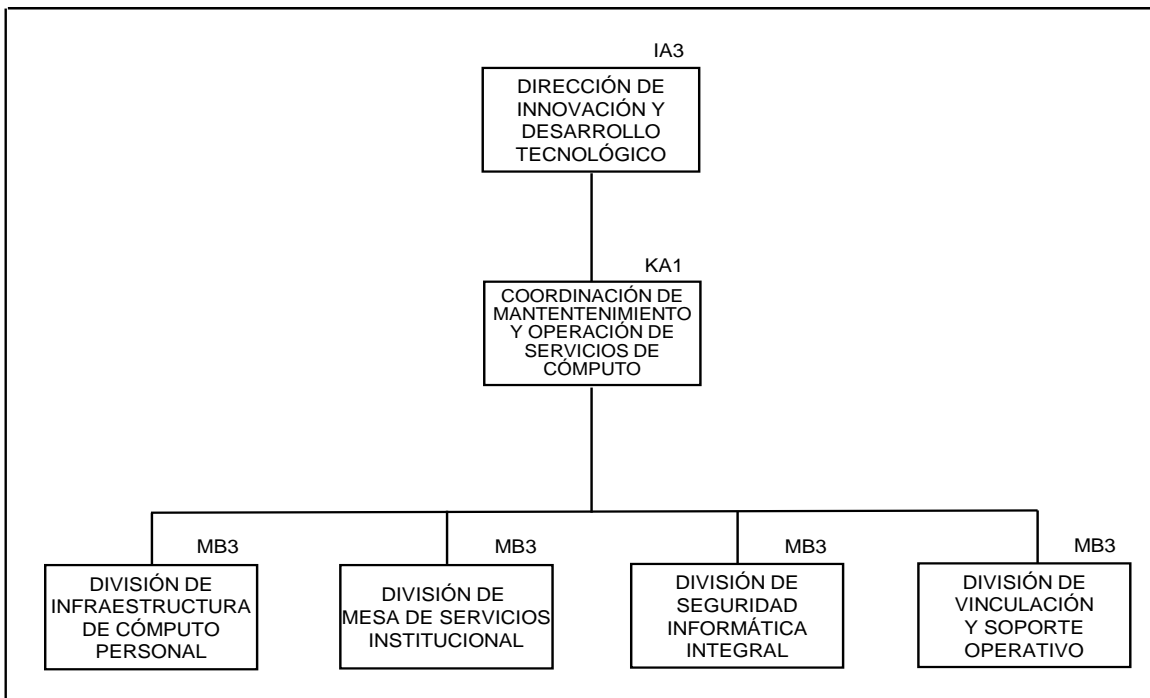 IA3
DIRECCIÓN DE
INNOVACIÓN Y
DESARROLLO
TECNOLÓGICO
KA1
COORDINACIÓN DE
MANTENTENIMIENTO
Y OPERACIÓN DE
SERVICIOS DE
CÓMPUTO
MB3
DIVISIÓN DE
INFRAESTRUCTURA
DE CÓMPUTO
PERSONAL
MB3
DIVISIÓN DE
MESA DE SERVICIOS
INSTITUCIONAL
MB3
DIVISIÓN DE
SEGURIDAD
INFORMÁTICA
INTEGRAL
MB3
DIVISIÓN DE
VINCULACIÓN
Y SOPORTE
OPERATIVO